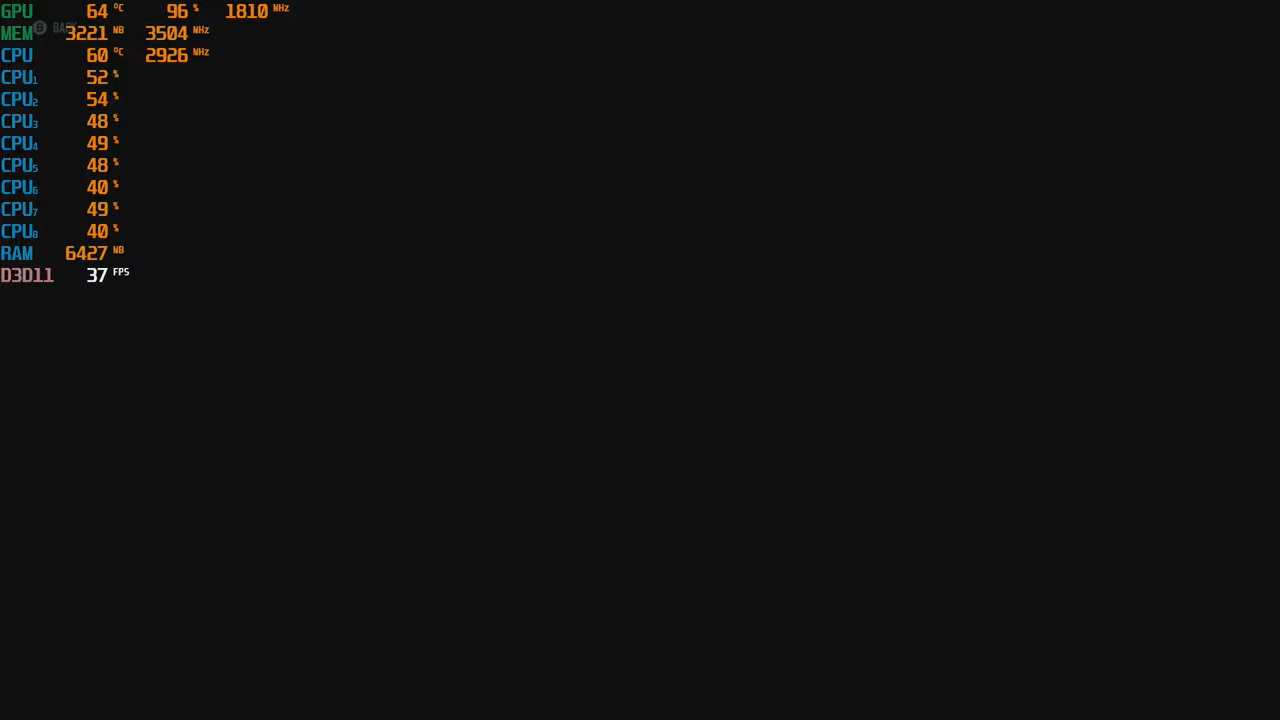 GPU 64 °C 96 % 1810 MHz
B BACK
MEM 3221 MB 3504 MHz
CPU 60 °C 2926 MHz
CPU1 52 %
CPU2 54 %
CPU3 48 %
CPU4 49 %
CPU5 48 %
CPU6 40 %
CPU7 49 %
CPU8 40 %
RAM 6427 MB
D3D11 37 FPS